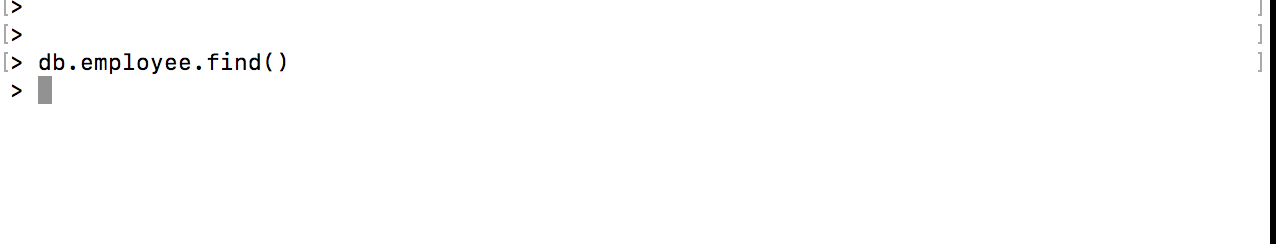 [>                                                                                         ]
[>                                                                                         ]
[> db.employee.find()                                                                      ]
>